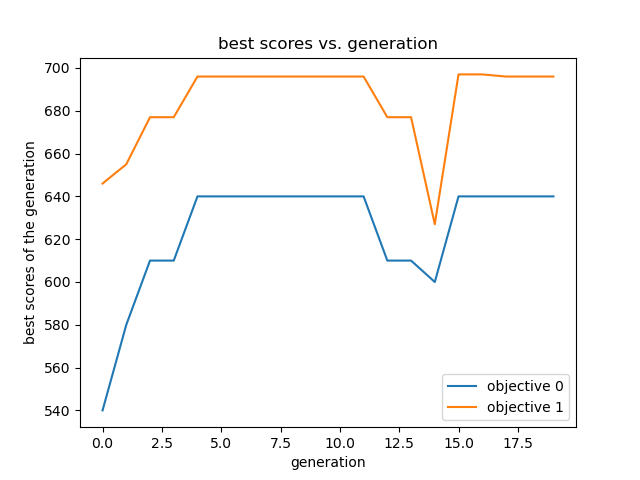 best scores vs. generation
best scores of the generation
700
680
660
640
620
600
580
560
540
0.0 2.5 5.0 7.5 10.0 12.5 15.0 17.5
generation
objective 0
objective 1